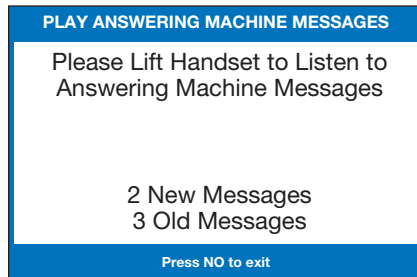 PLAY ANSWERING MACHINE MESSAGES
Please Lift Handset to Listen to
Answering Machine Messages
2 New Messages
3 Old Messages
Press NO to exit